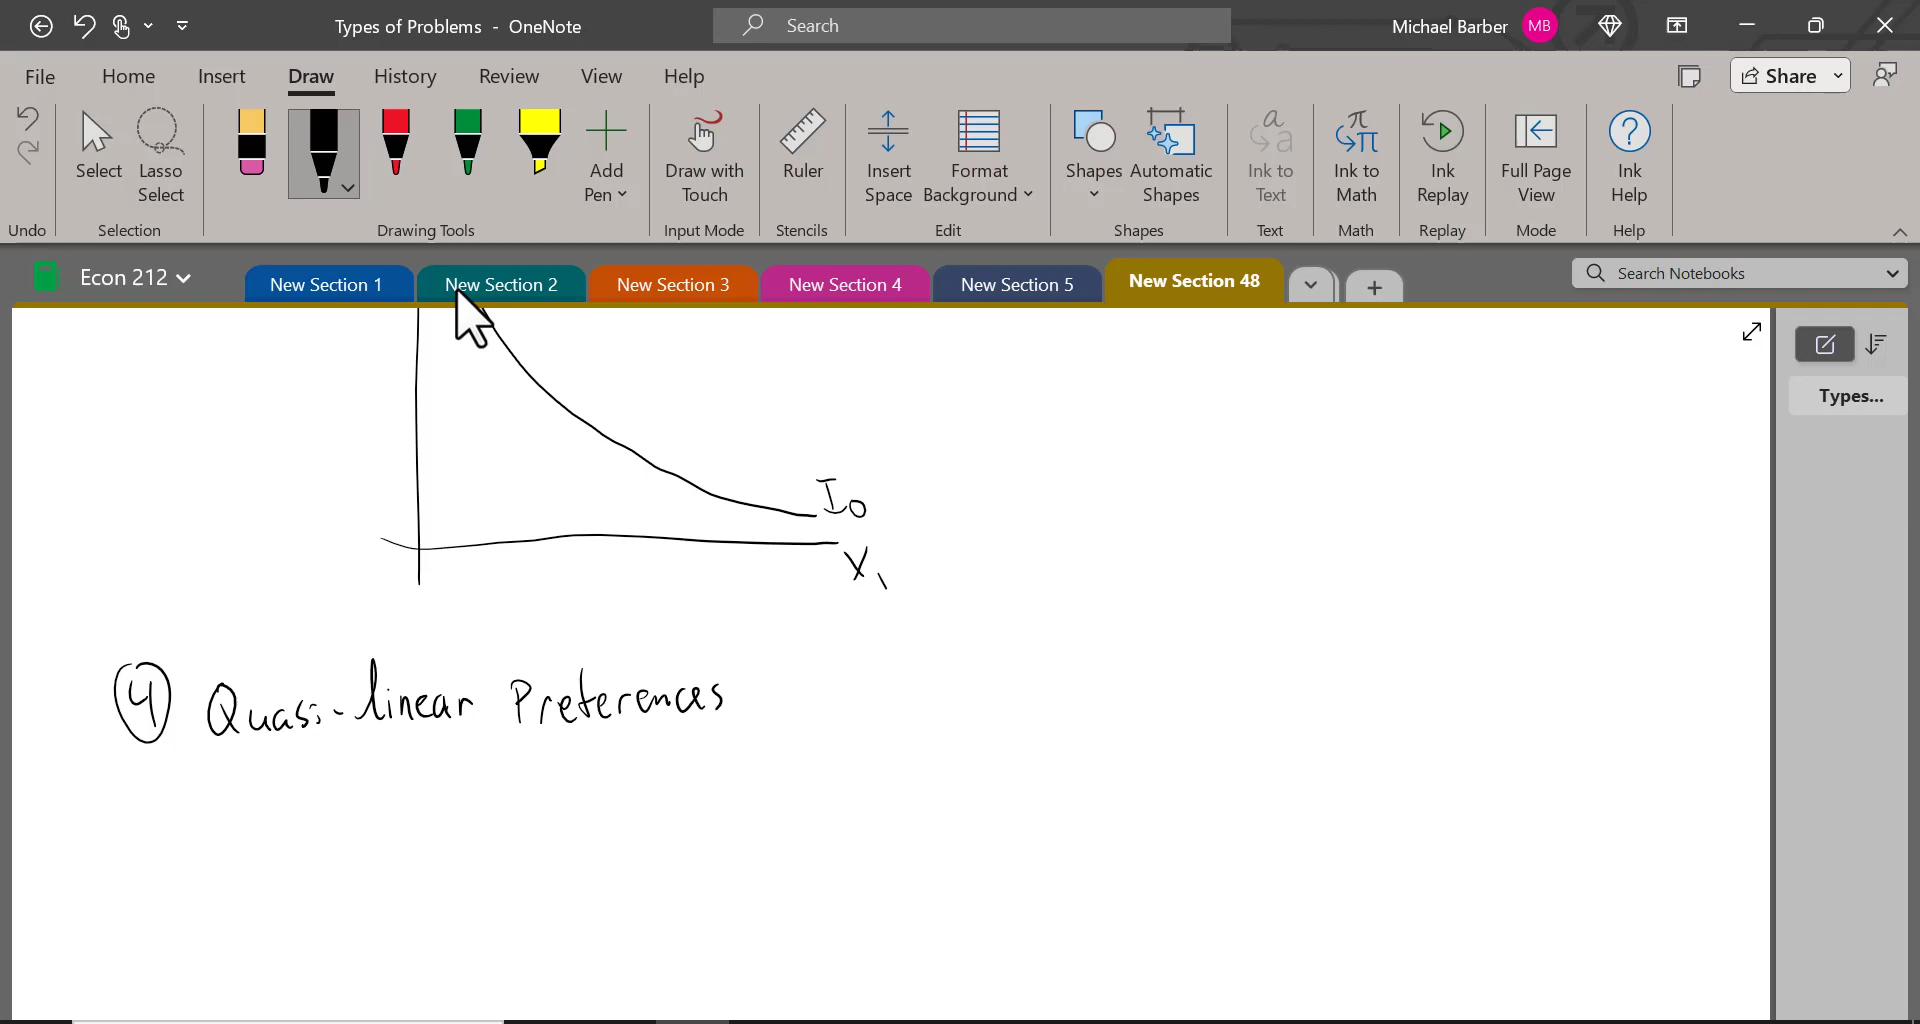 Types of Problems - OneNote
Search
Michael Barber
MB
File
Home
Insert
Draw
History
Review
View
Help
Share
Select
Lasso
Select
Add
Pen
Draw with
Touch
Ruler
Insert
Space
Format
Background
Shapes
Automatic
Shapes
Ink to
Text
Ink to
Math
Ink
Replay
Full Page
View
Ink
Help
Undo
Selection
Drawing Tools
Input Mode
Stencils
Edit
Shapes
Text
Math
Replay
Mode
Help
Econ 212
New Section 1
New Section 2
New Section 3
New Section 4
New Section 5
New Section 48
Search Notebooks
Types...
I0
X1
4 Quasi-linear Preferences